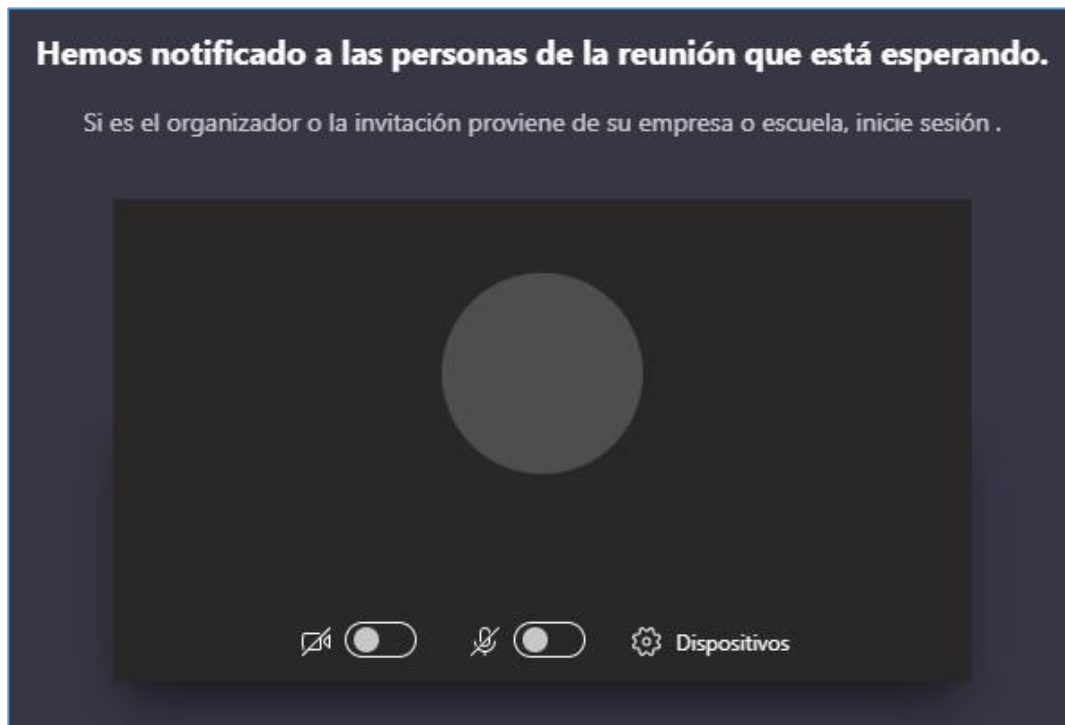 Hemos notificado a las personas de la reunión que está esperando.
Si es el organizador o la invitación proviene de su empresa o escuela, inicie sesión .
Dispositivos